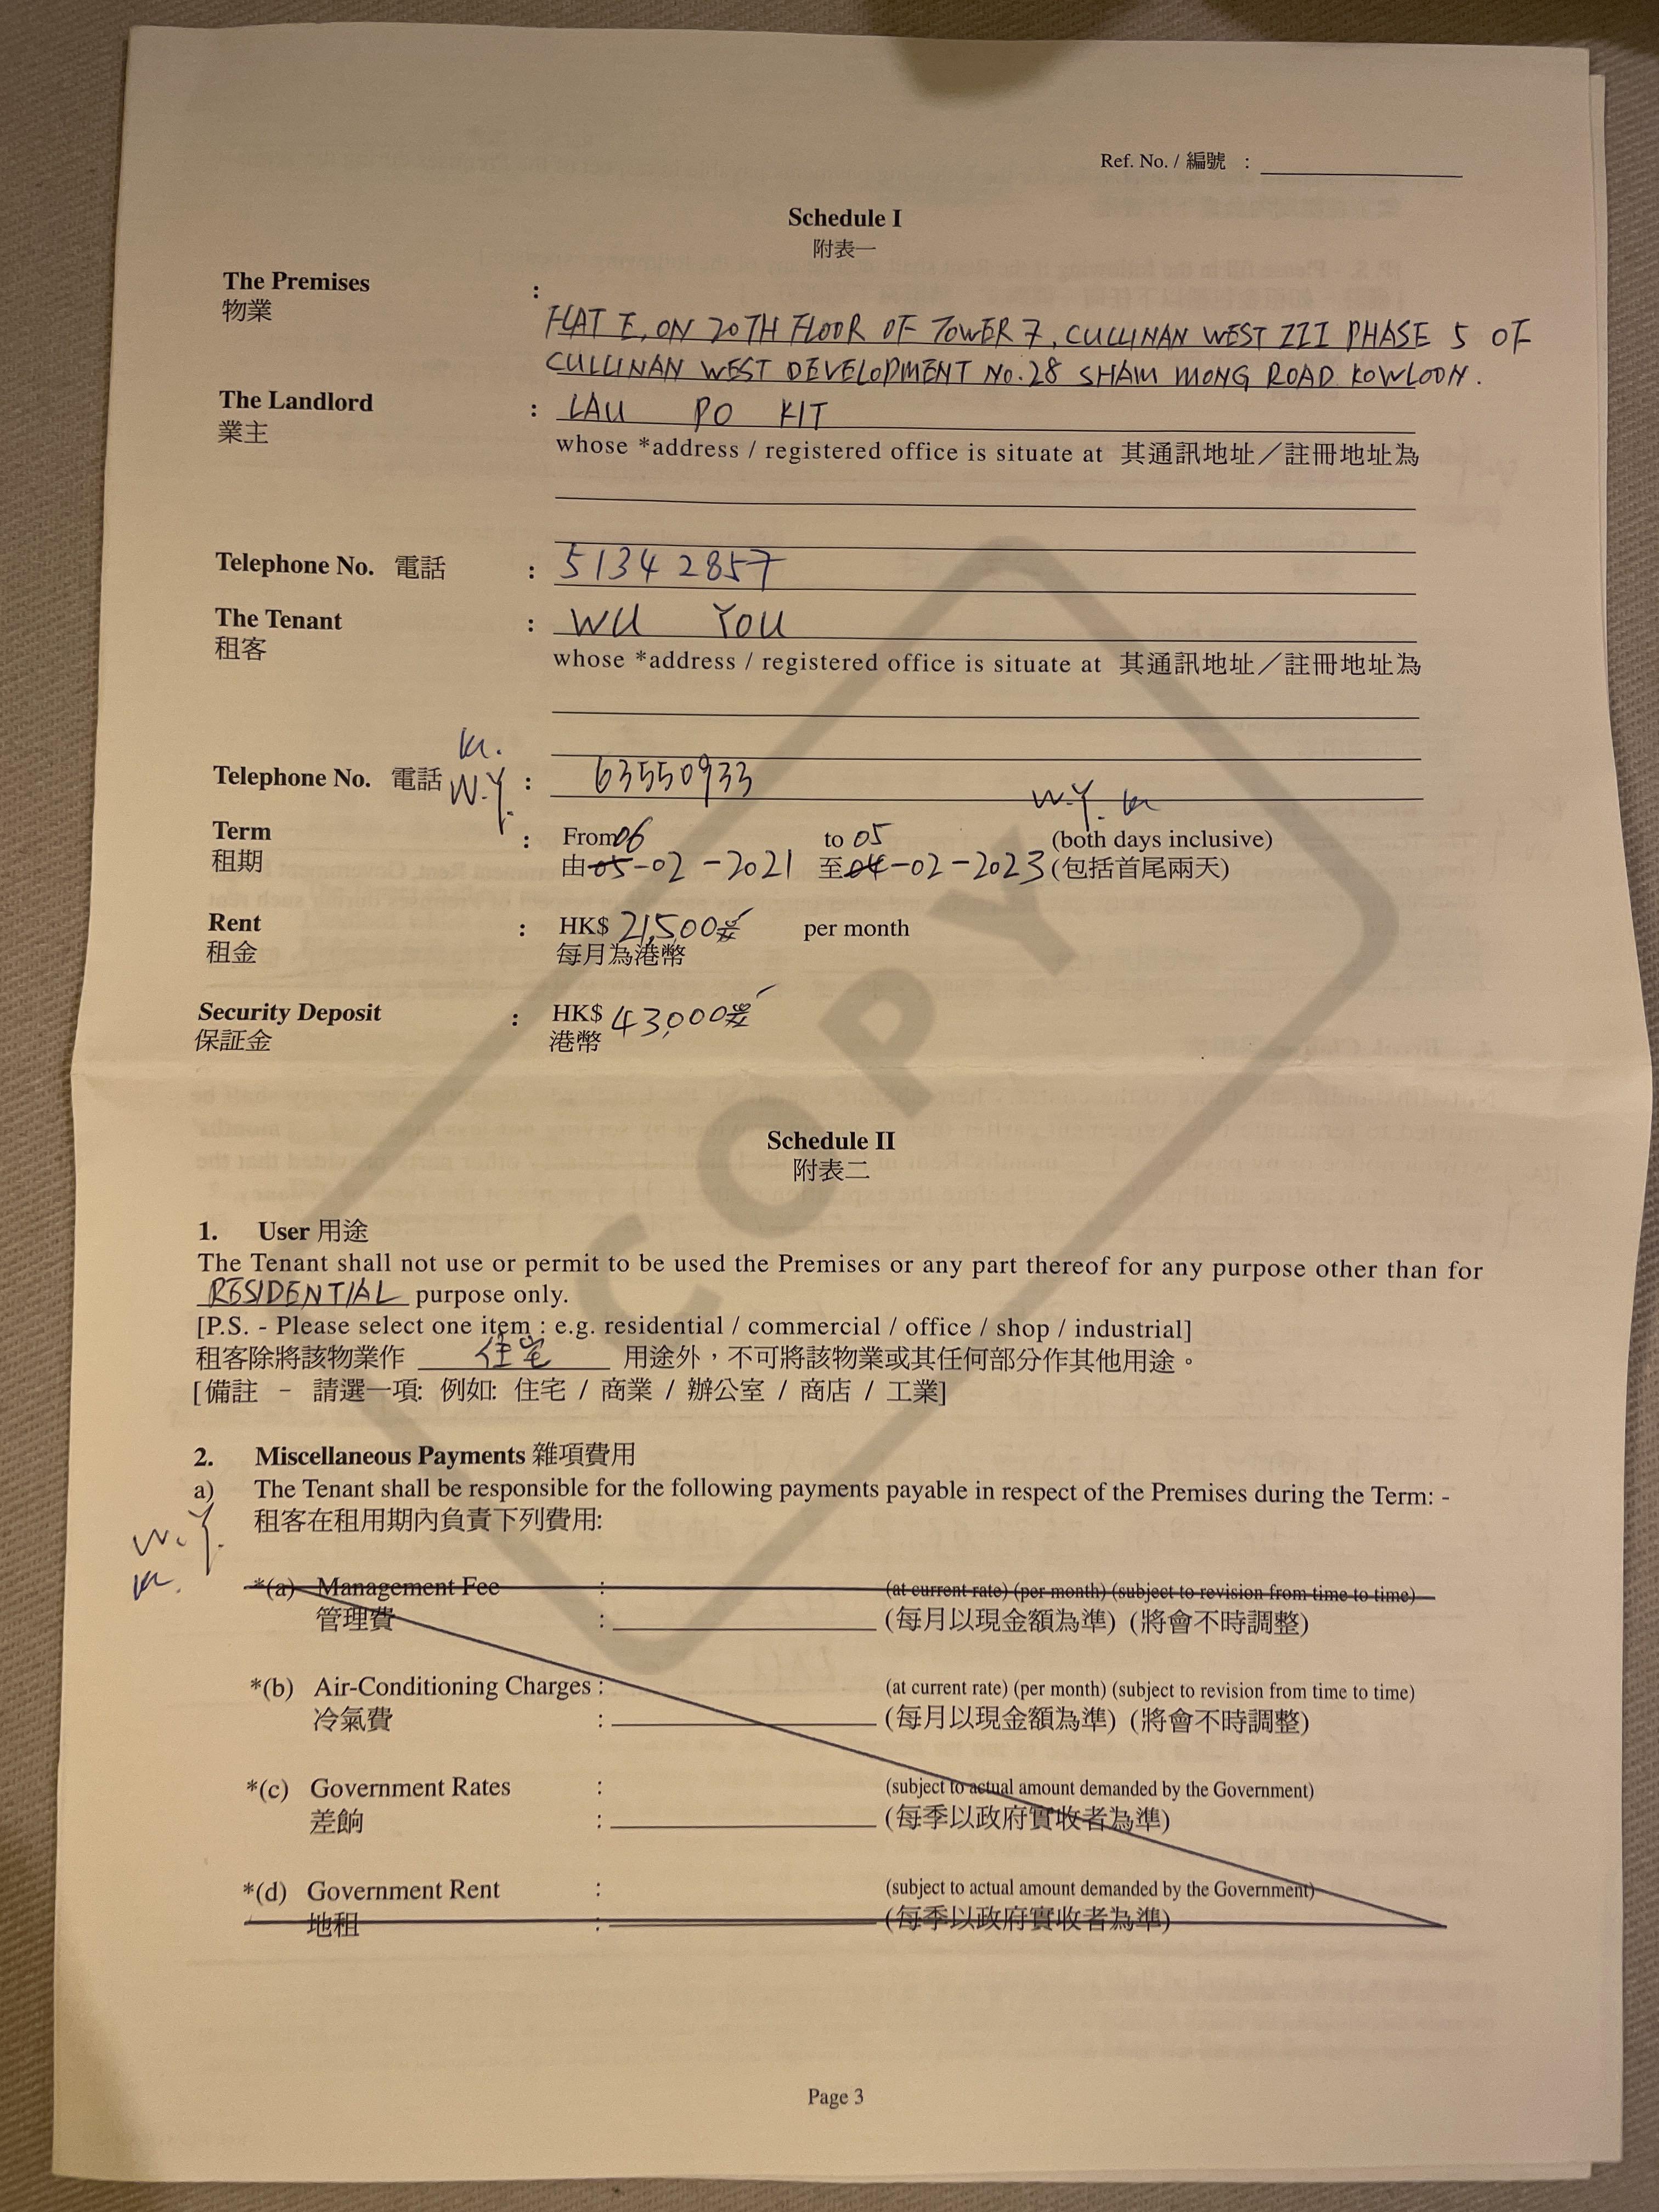 Ref. No. / 編號 :
Schedule I
附表一
The Premises :
物業
FLAT E, ON 20TH FLOOR OF TOWER 7, CULLINAN WEST III PHASE 5 OF
CULLINAN WEST DEVELOPMENT No.28 SHAM MONG ROAD KOWLOON.
The Landlord : LAU PO KIT
業主
whose *address / registered office is situate at 其通訊地址／註冊地址為
Telephone No. 電話 : 5134 2857
The Tenant : WU YOU
租客
whose *address / registered office is situate at 其通訊地址／註冊地址為
Telephone No. 電話 W.Y. : 63550933
W.Y.
Term : From 06 to 05 (both days inclusive)
租期 由 05-02-2021 至 04-02-2023 (包括首尾兩天)
Rent : HK$ 21,500 per month
租金 每月為港幣
Security Deposit : HK$ 43,000
保証金 港幣
COPY
Schedule II
附表二
1. User 用途
The Tenant shall not use or permit to be used the Premises or any part thereof for any purpose other than for
RESIDENTIAL purpose only.
[P.S. - Please select one item : e.g. residential / commercial / office / shop / industrial]
租客除將該物業作 住宅 用途外，不可將該物業或其任何部分作其他用途。
[備註 - 請選一項: 例如: 住宅 / 商業 / 辦公室 / 商店 / 工業]
2. Miscellaneous Payments 雜項費用
a) The Tenant shall be responsible for the following payments payable in respect of the Premises during the Term: -
租客在租用期內負責下列費用:
W.Y.
*(a) Management Fee : (at current rate) (per month) (subject to revision from time to time)
管理費 : (每月以現金額為準) (將會不時調整)
*(b) Air-Conditioning Charges : (at current rate) (per month) (subject to revision from time to time)
冷氣費 : (每月以現金額為準) (將會不時調整)
*(c) Government Rates : (subject to actual amount demanded by the Government)
差餉 : (每季以政府實收者為準)
*(d) Government Rent : (subject to actual amount demanded by the Government)
地租 : (每季以政府實收者為準)
Page 3